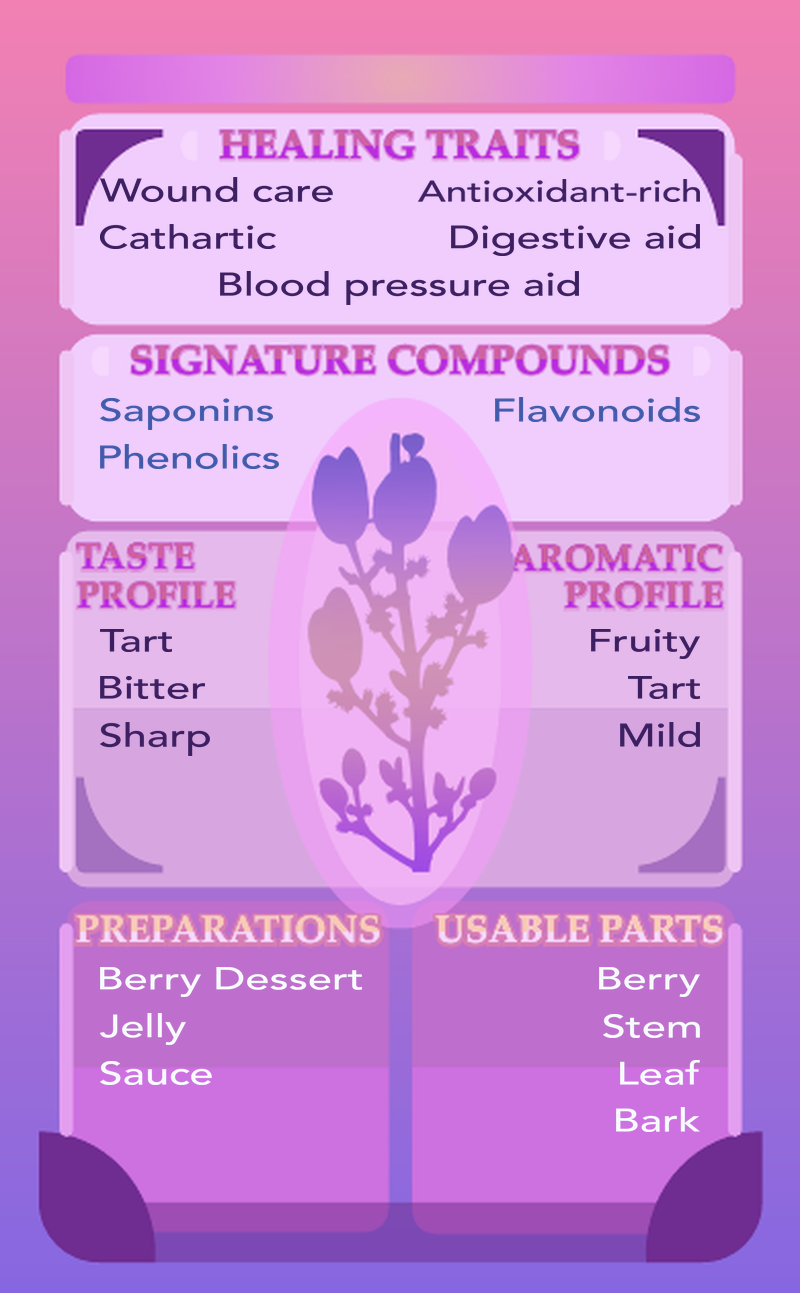 HEALING TRAITS
Wound care Antioxidant-rich
Cathartic Digestive aid
Blood pressure aid
SIGNATURE COMPOUNDS
Saponins Flavonoids
Phenolics
TASTE
PROFILE
Tart
Bitter
Sharp
AROMATIC
PROFILE
Fruity
Tart
Mild
PREPARATIONS
Berry Dessert
Jelly
Sauce
USABLE PARTS
Berry
Stem
Leaf
Bark